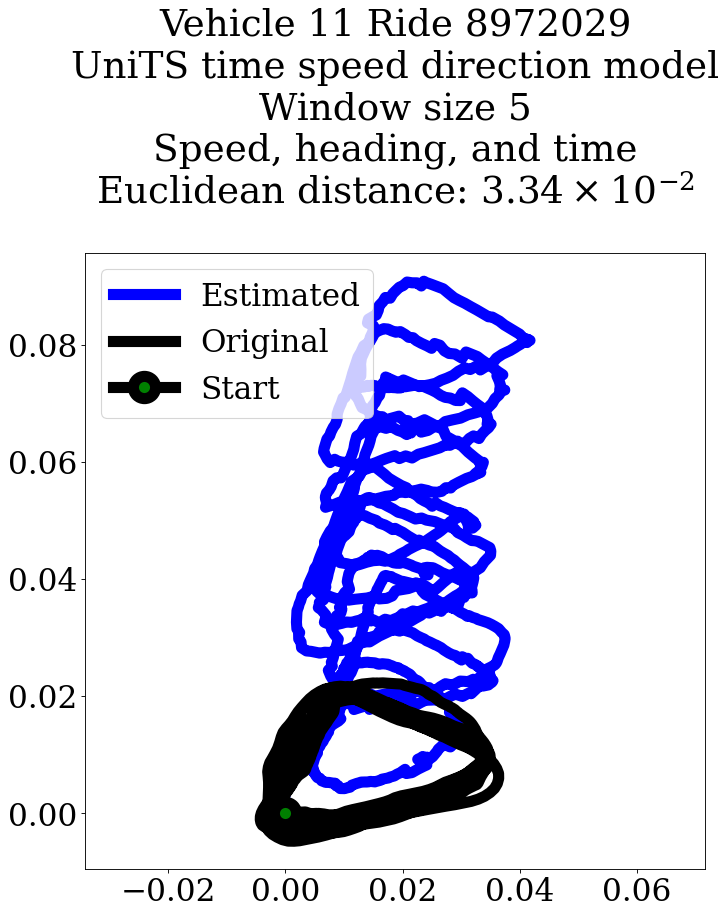 Vehicle 11 Ride 8972029
UniTS time speed direction model
Window size 5
Speed, heading, and time
Euclidean distance: 3.34 × 10⁻²
Estimated
Original
Start
0.08
0.06
0.04
0.02
0.00
−0.02 0.00 0.02 0.04 0.06